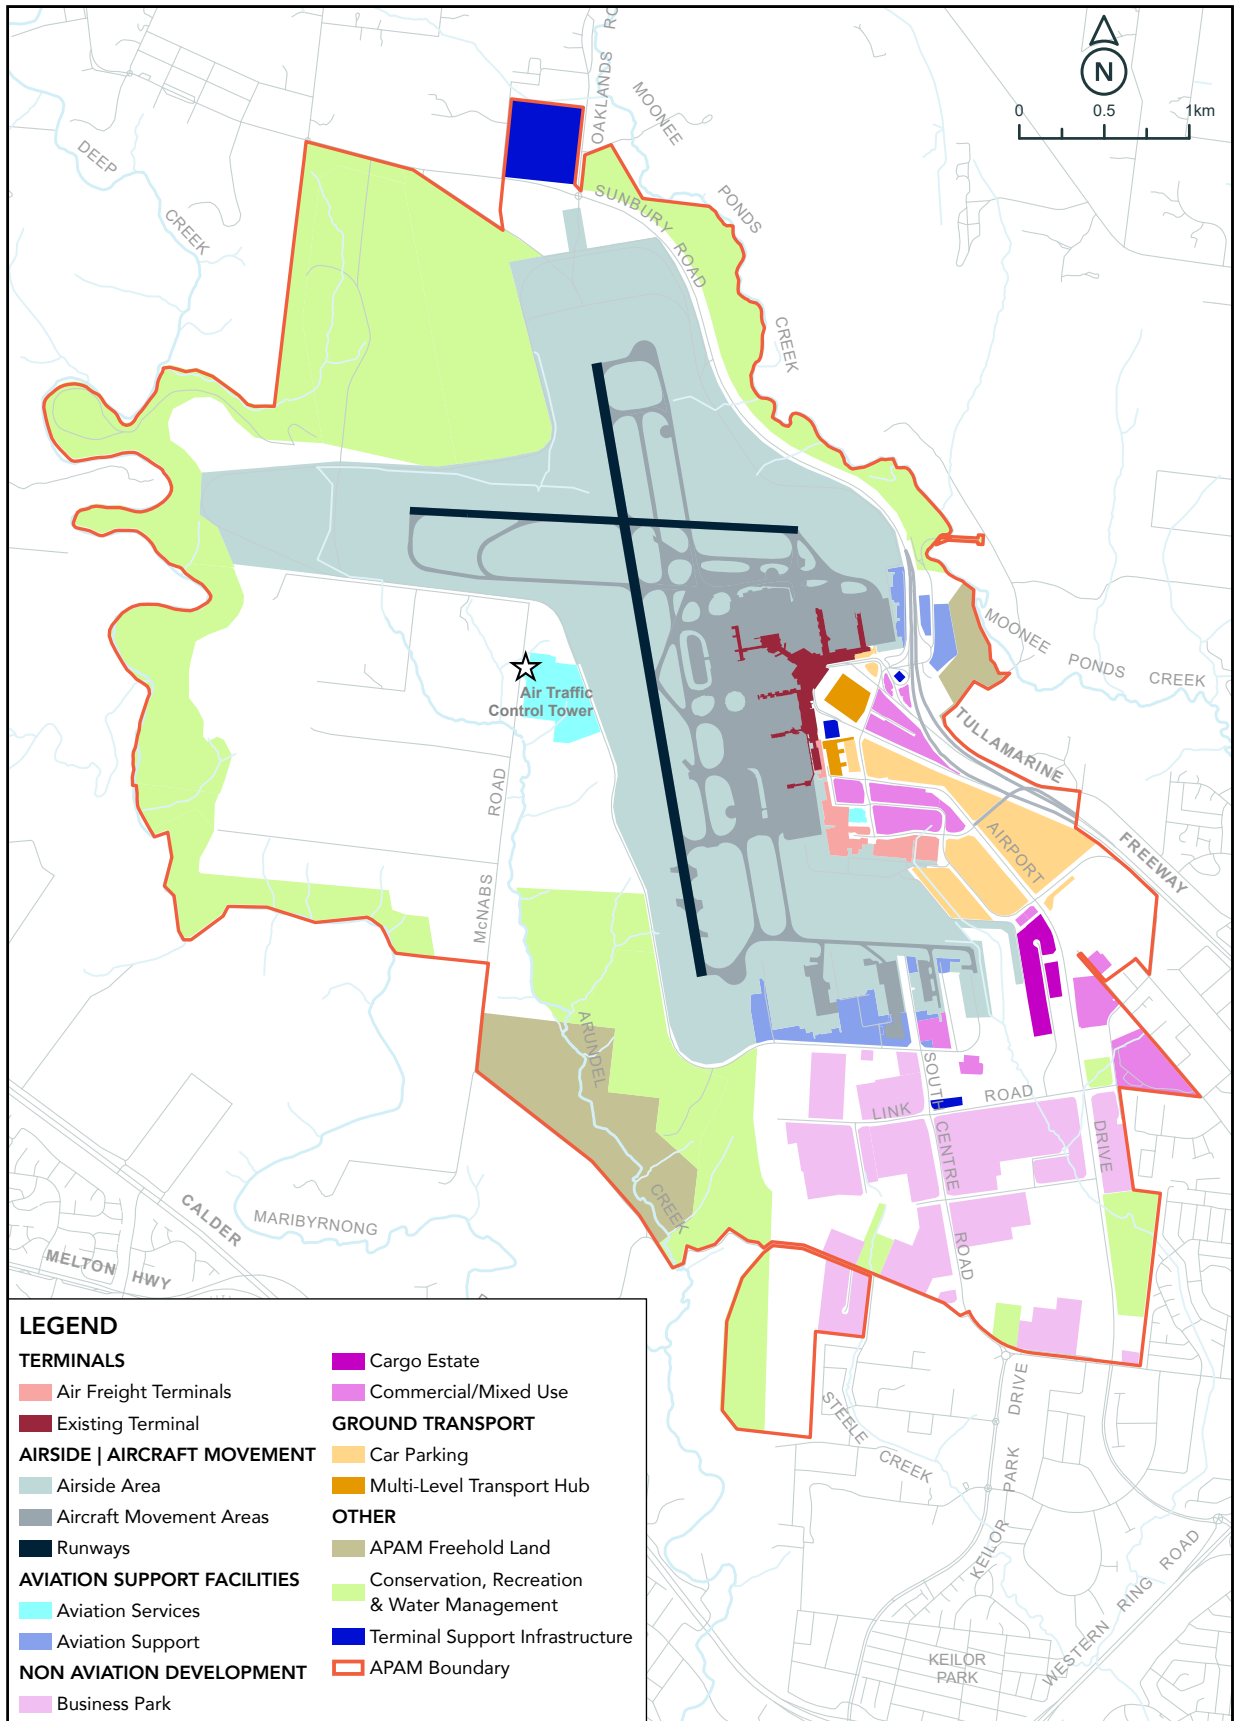 N
0 0.5 1km
OAKLANDS RO
MOONEE
PONDS
CREEK
DEEP
CREEK
SUNBURY ROAD
MOONEE PONDS CREEK
TULLAMARINE
FREEWAY
Air Traffic
Control Tower
McNABS ROAD
AIRPORT
DRIVE
ARUNDEL
CREEK
SOUTH
CENTRE
ROAD
LINK ROAD
CALDER
MELTON HWY
MARIBYRNONG
STEELE
CREEK
KEILOR PARK DRIVE
WESTERN RING ROAD
KEILOR
PARK
LEGEND
TERMINALS
Air Freight Terminals
Existing Terminal
AIRSIDE | AIRCRAFT MOVEMENT
Airside Area
Aircraft Movement Areas
Runways
AVIATION SUPPORT FACILITIES
Aviation Services
Aviation Support
NON AVIATION DEVELOPMENT
Business Park
Cargo Estate
Commercial/Mixed Use
GROUND TRANSPORT
Car Parking
Multi-Level Transport Hub
OTHER
APAM Freehold Land
Conservation, Recreation
& Water Management
Terminal Support Infrastructure
APAM Boundary